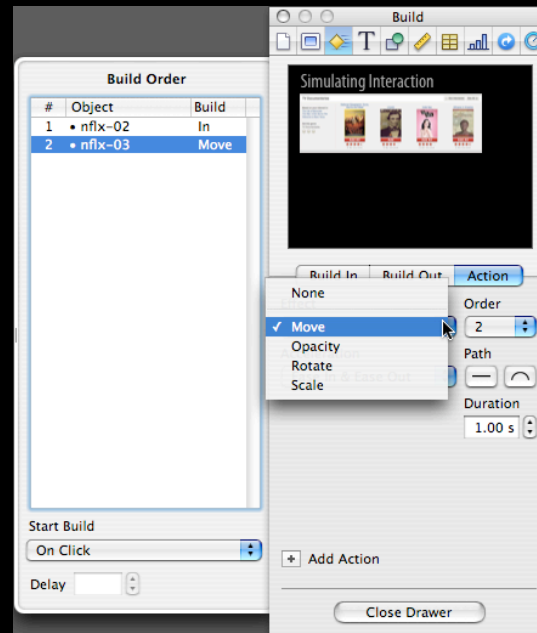 Build
Build Order
# Object Build
1 • nflx-02 In
2 • nflx-03 Move
Simulating Interaction
Build In Build Out Action
None
✓ Move
Opacity
Rotate
Scale
& Ease Out
Order
2
Path
Duration
1.00 s
Start Build
On Click
Delay
+ Add Action
Close Drawer